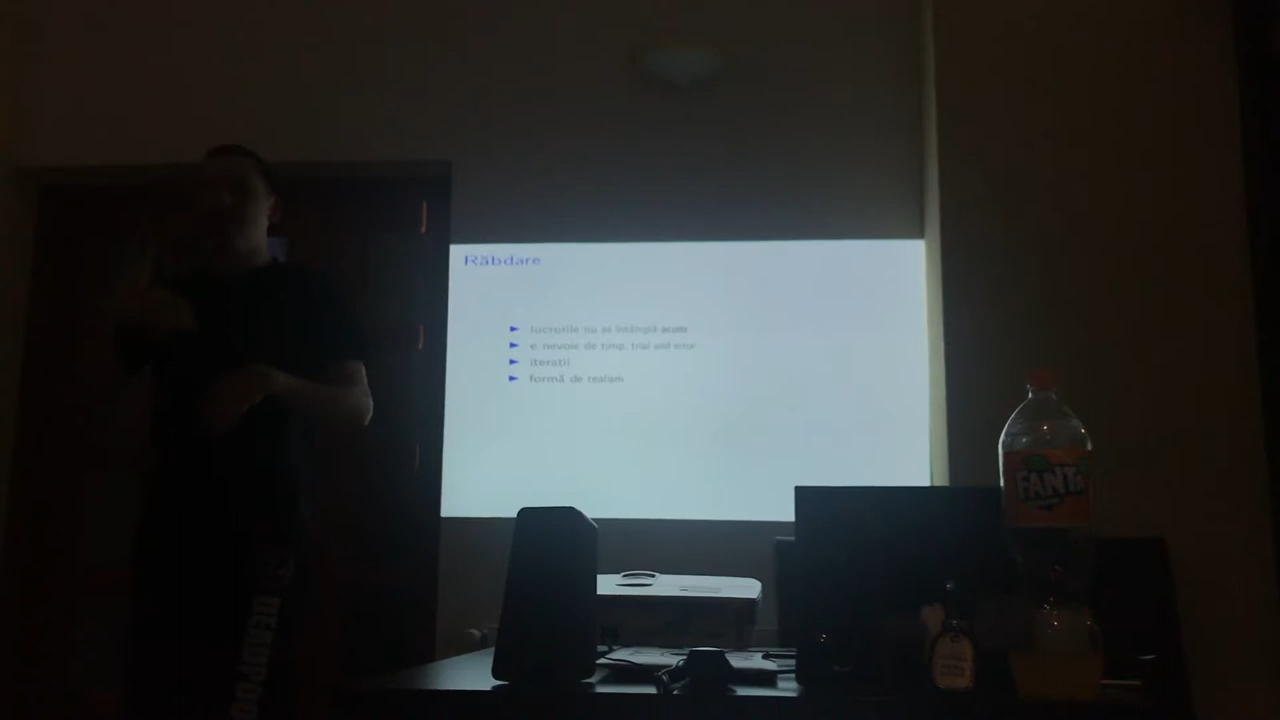 Răbdare
lucrurile nu se întâmplă acum
e nevoie de timp, trial and error
iterații
formă de realism
FANTA